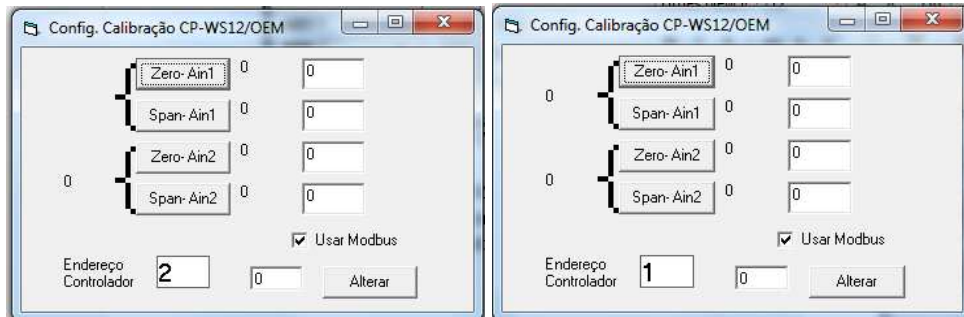 Config. Calibração CP-WS12/OEM
Zero- Ain1 0 0
Span- Ain1 0 0
Zero- Ain2 0 0
0
Span- Ain2 0 0
Usar Modbus
Endereço
Controlador 2 0 Alterar
Config. Calibração CP-WS12/OEM
Zero- Ain1 0 0
0
Span- Ain1 0 0
Zero- Ain2 0 0
0
Span- Ain2 0 0
Usar Modbus
Endereço
Controlador 1 0 Alterar